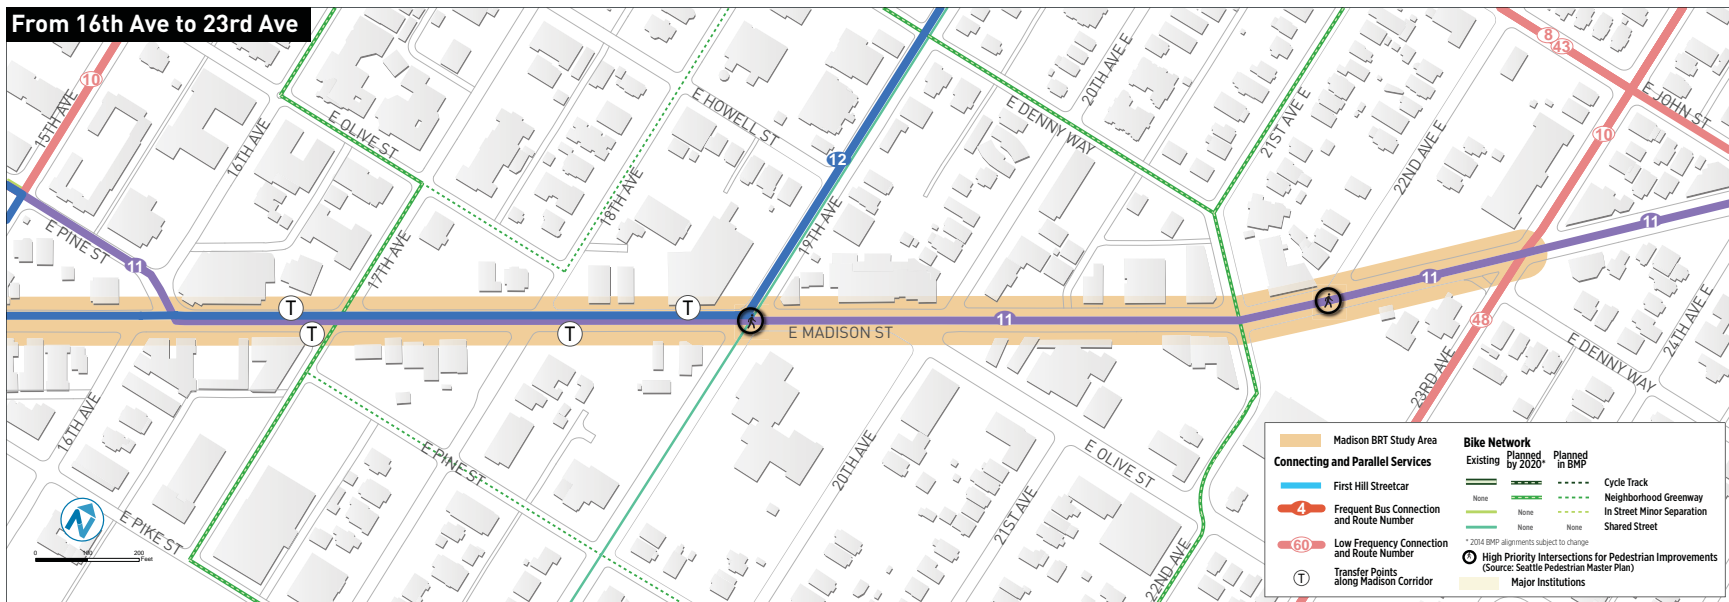 From 16th Ave to 23rd Ave
10
15TH AVE
16TH AVE
E OLIVE ST
18TH AVE
E HOWELL ST
12
19TH AVE
E DENNY WAY
20TH AVE E
21ST AVE E
22ND AVE E
8
43
10
E JOHN ST
E PINE ST
11
17TH AVE
T
T
T
T
E MADISON ST
11
11
11
48
23RD AVE
E DENNY WAY
24TH AVE E
16TH AVE
E PINE ST
E PIKE ST
20TH AVE
21ST AVE
E OLIVE ST
22ND AVE
N
0 100 200
Feet
Madison BRT Study Area
Connecting and Parallel Services
First Hill Streetcar
4
Frequent Bus Connection
and Route Number
60
Low Frequency Connection
and Route Number
T
Transfer Points
along Madison Corridor
Bike Network
Existing Planned by 2020* Planned in BMP
Cycle Track
None Neighborhood Greenway
None In Street Minor Separation
None None Shared Street
* 2014 BMP alignments subject to change
High Priority Intersections for Pedestrian Improvements
(Source: Seattle Pedestrian Master Plan)
Major Institutions